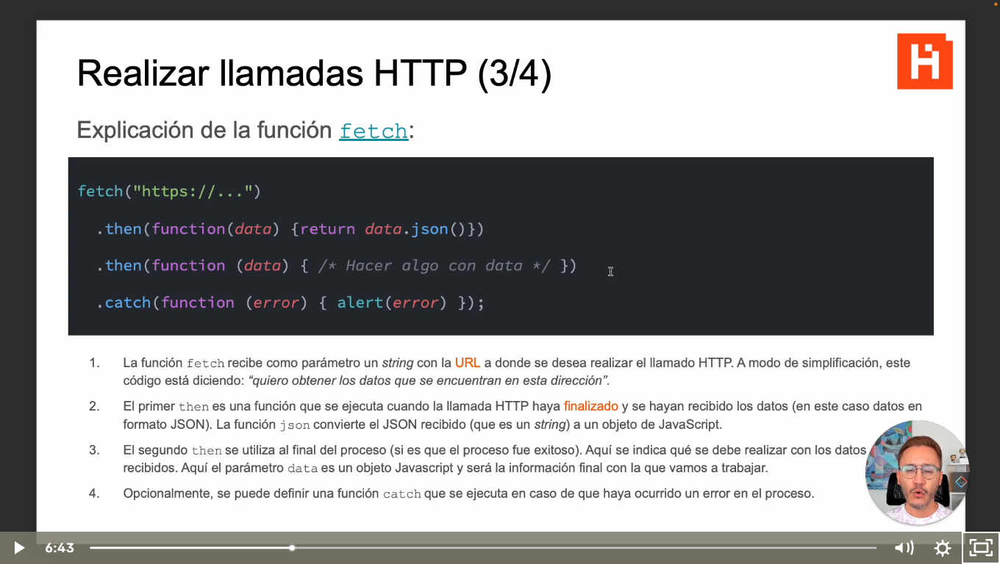 Realizar llamadas HTTP (3/4)
H
Explicación de la función fetch:
fetch("https://...")
.then(function(data) {return data.json()})
.then(function (data) { /* Hacer algo con data */ })
.catch(function (error) { alert(error) });
1. La función fetch recibe como parámetro un string con la URL a donde se desea realizar el llamado HTTP. A modo de simplificación, este
código está diciendo: “quiero obtener los datos que se encuentran en esta dirección”.
2. El primer then es una función que se ejecuta cuando la llamada HTTP haya finalizado y se hayan recibido los datos (en este caso datos en
formato JSON). La función json convierte el JSON recibido (que es un string) a un objeto de JavaScript.
3. El segundo then se utiliza al final del proceso (si es que el proceso fue exitoso). Aquí se indica qué se debe realizar con los datos
recibidos. Aquí el parámetro data es un objeto Javascript y será la información final con la que vamos a trabajar.
4. Opcionalmente, se puede definir una función catch que se ejecuta en caso de que haya ocurrido un error en el proceso.
6:43